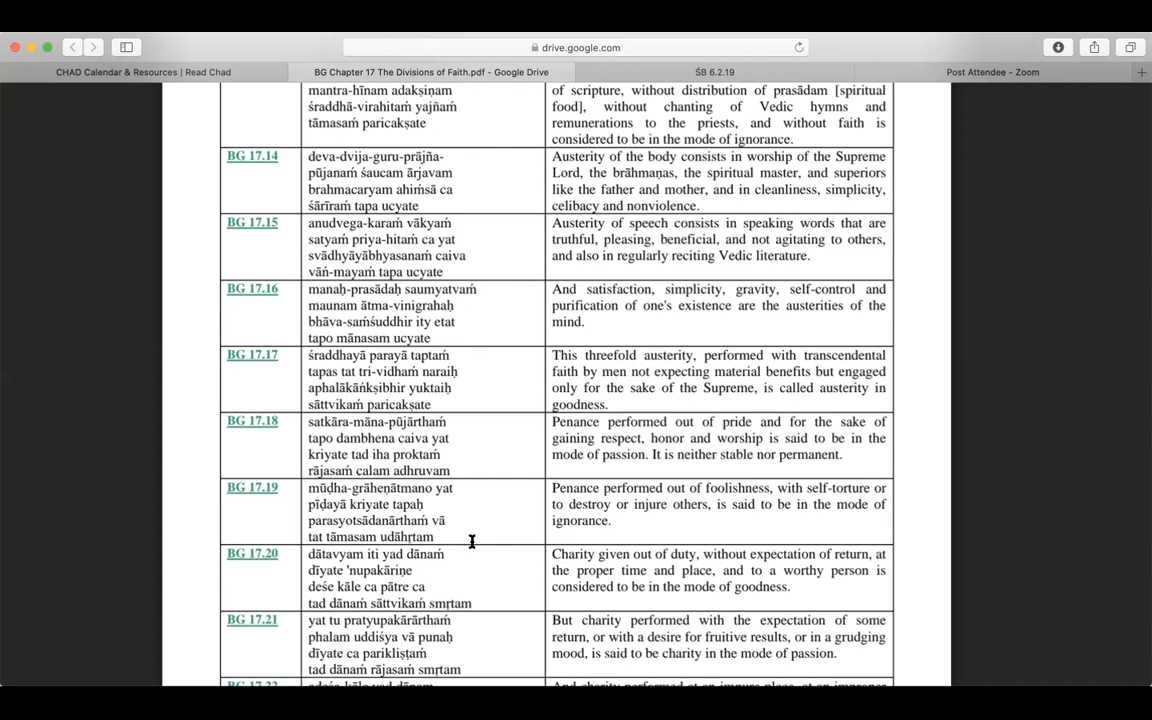 drive.google.com
CHAD Calendar & Resources | Read Chad
BG Chapter 17 The Divisions of Faith.pdf - Google Drive
ŚB 6.2.19
Post Attendee - Zoom
mantra-hīnam adakṣiṇam
śraddhā-virahitaṁ yajñaṁ
tāmasaṁ paricakṣate
of scripture, without distribution of prasādam [spiritual
food], without chanting of Vedic hymns and
remunerations to the priests, and without faith is
considered to be in the mode of ignorance.
BG 17.14
deva-dvija-guru-prājña-
pūjanaṁ śaucam ārjavam
brahmacaryam ahiṁsā ca
śārīraṁ tapa ucyate
Austerity of the body consists in worship of the Supreme
Lord, the brāhmaṇas, the spiritual master, and superiors
like the father and mother, and in cleanliness, simplicity,
celibacy and nonviolence.
BG 17.15
anudvega-karaṁ vākyaṁ
satyaṁ priya-hitaṁ ca yat
svādhyāyābhyasanaṁ caiva
vāṅ-mayaṁ tapa ucyate
Austerity of speech consists in speaking words that are
truthful, pleasing, beneficial, and not agitating to others,
and also in regularly reciting Vedic literature.
BG 17.16
manaḥ-prasādaḥ saumyatvaṁ
maunam ātma-vinigrahaḥ
bhāva-saṁśuddhir ity etat
tapo mānasam ucyate
And satisfaction, simplicity, gravity, self-control and
purification of one's existence are the austerities of the
mind.
BG 17.17
śraddhayā parayā taptaṁ
tapas tat tri-vidhaṁ naraiḥ
aphalākāṅkṣibhir yuktaiḥ
sāttvikaṁ paricakṣate
This threefold austerity, performed with transcendental
faith by men not expecting material benefits but engaged
only for the sake of the Supreme, is called austerity in
goodness.
BG 17.18
satkāra-māna-pūjārthaṁ
tapo dambhena caiva yat
kriyate tad iha proktaṁ
rājasaṁ calam adhruvam
Penance performed out of pride and for the sake of
gaining respect, honor and worship is said to be in the
mode of passion. It is neither stable nor permanent.
BG 17.19
mūḍha-grāheṇātmano yat
pīḍayā kriyate tapaḥ
parasyotsādanārthaṁ vā
tat tāmasam udāhṛtam
Penance performed out of foolishness, with self-torture or
to destroy or injure others, is said to be in the mode of
ignorance.
BG 17.20
dātavyam iti yad dānaṁ
dīyate 'nupakāriṇe
deśe kāle ca pātre ca
tad dānaṁ sāttvikaṁ smṛtam
Charity given out of duty, without expectation of return, at
the proper time and place, and to a worthy person is
considered to be in the mode of goodness.
BG 17.21
yat tu pratyupakārārthaṁ
phalam uddiśya vā punaḥ
dīyate ca parikliṣṭaṁ
tad dānaṁ rājasaṁ smṛtam
But charity performed with the expectation of some
return, or with a desire for fruitive results, or in a grudging
mood, is said to be charity in the mode of passion.